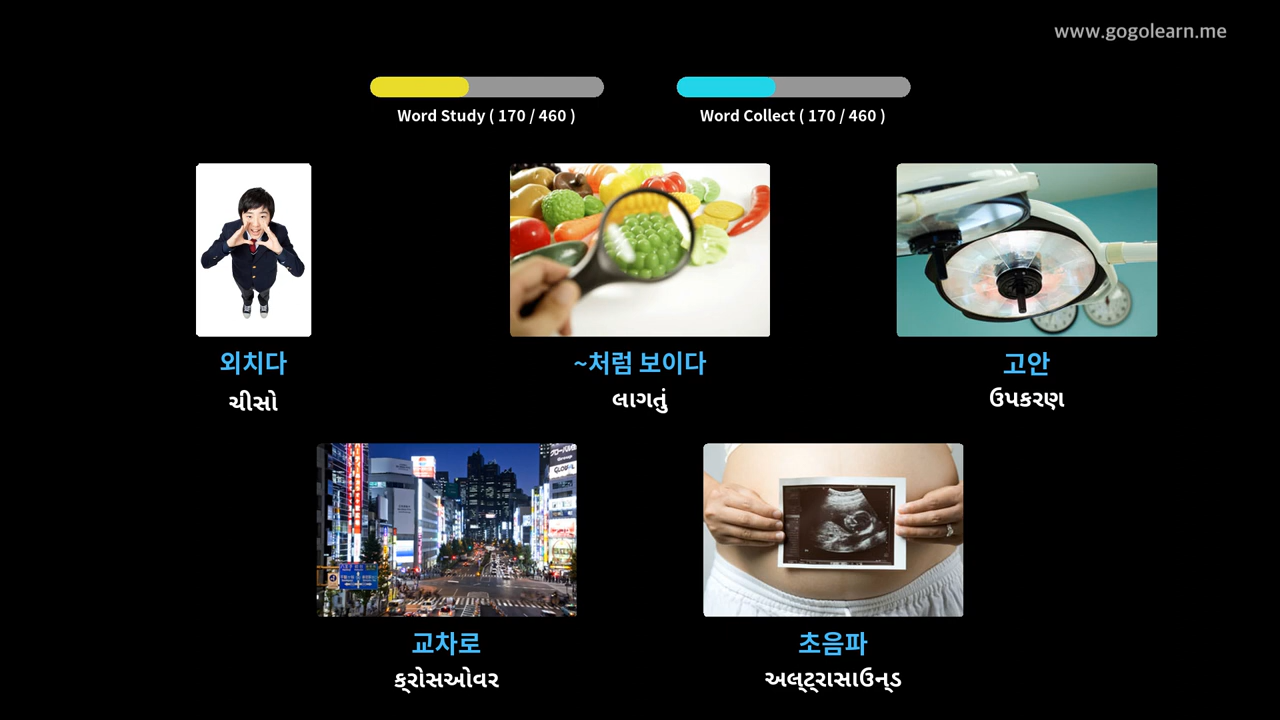 www.gogolearn.me
Word Study ( 170 / 460 )
Word Collect ( 170 / 460 )
외치다
ચીસો
~처럼 보이다
લાગતું
고안
ઉપકરણ
GLOBAL
교차로
ક્રોસઓવર
초음파
અલ્ટ્રાસાઉન્ડ